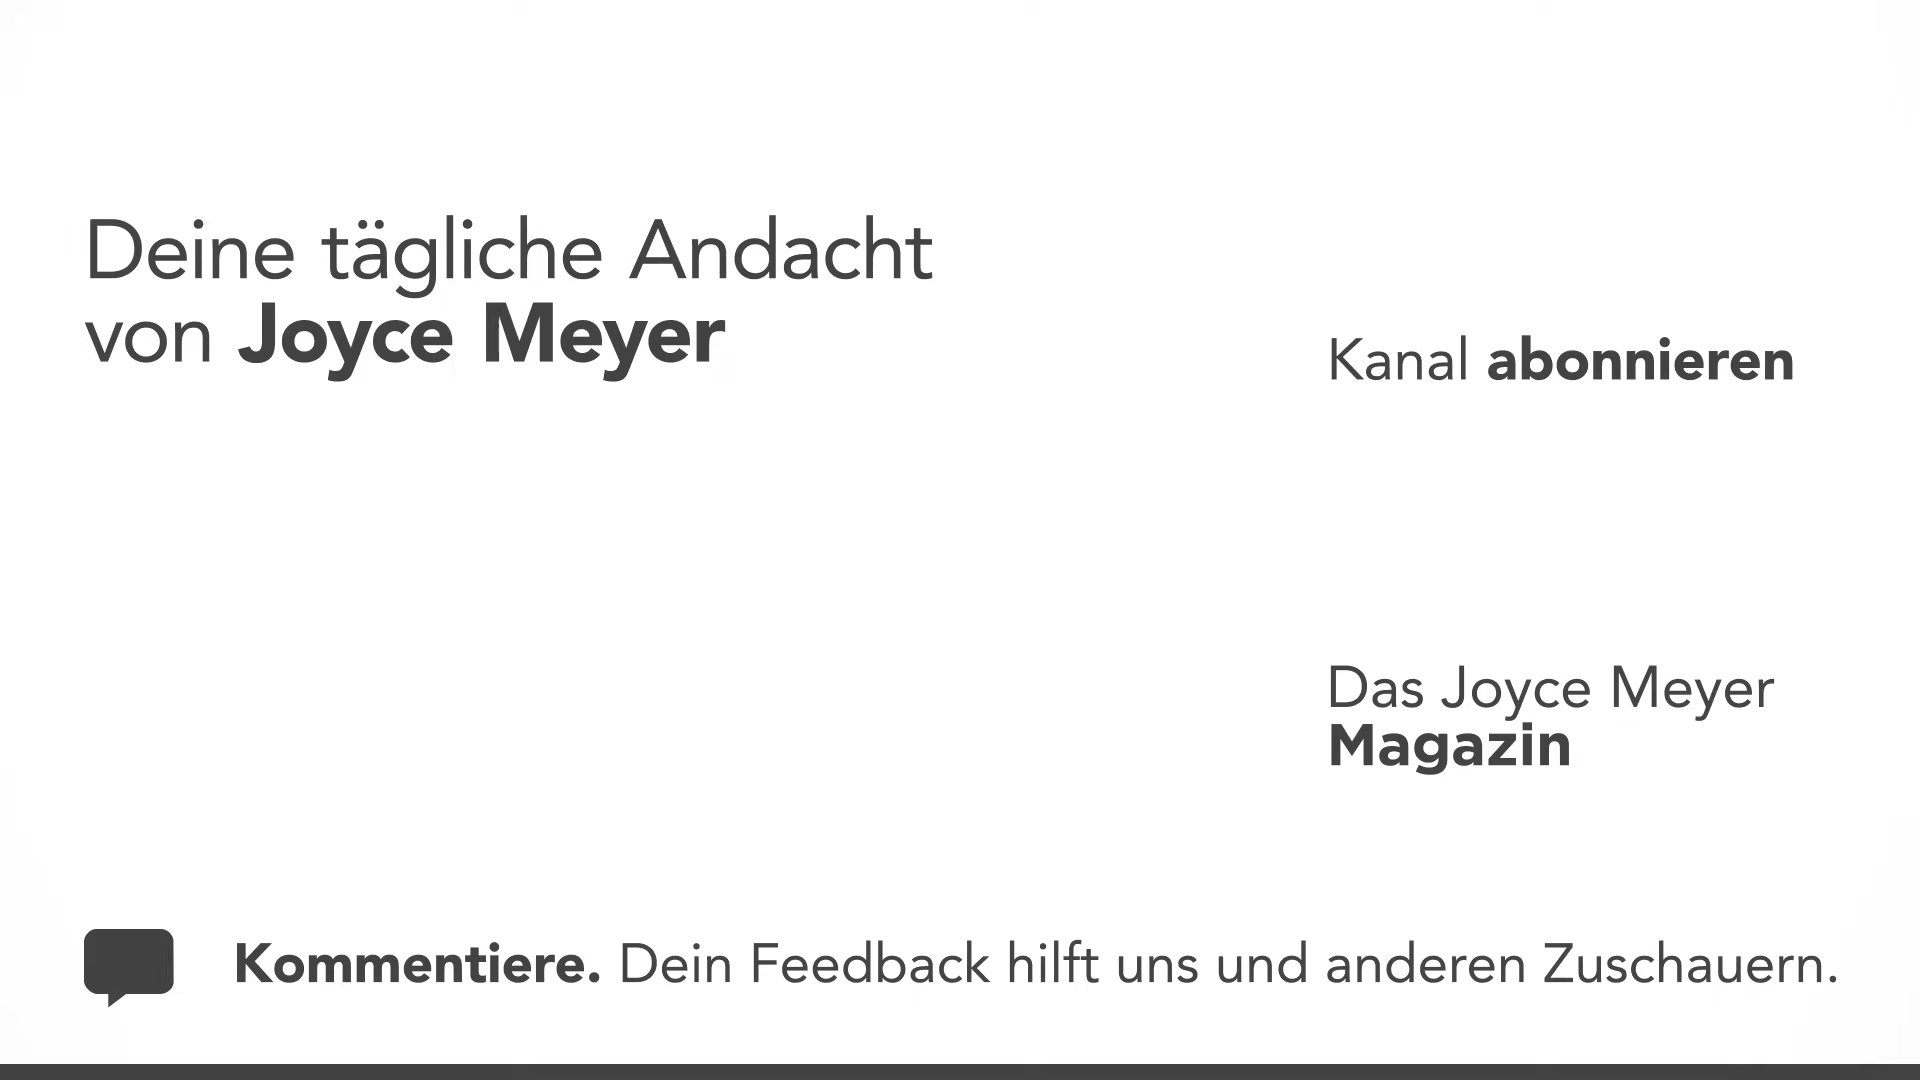 Deine tägliche Andacht
von Joyce Meyer
Kanal abonnieren
Das Joyce Meyer
Magazin
Kommentiere. Dein Feedback hilft uns und anderen Zuschauern.